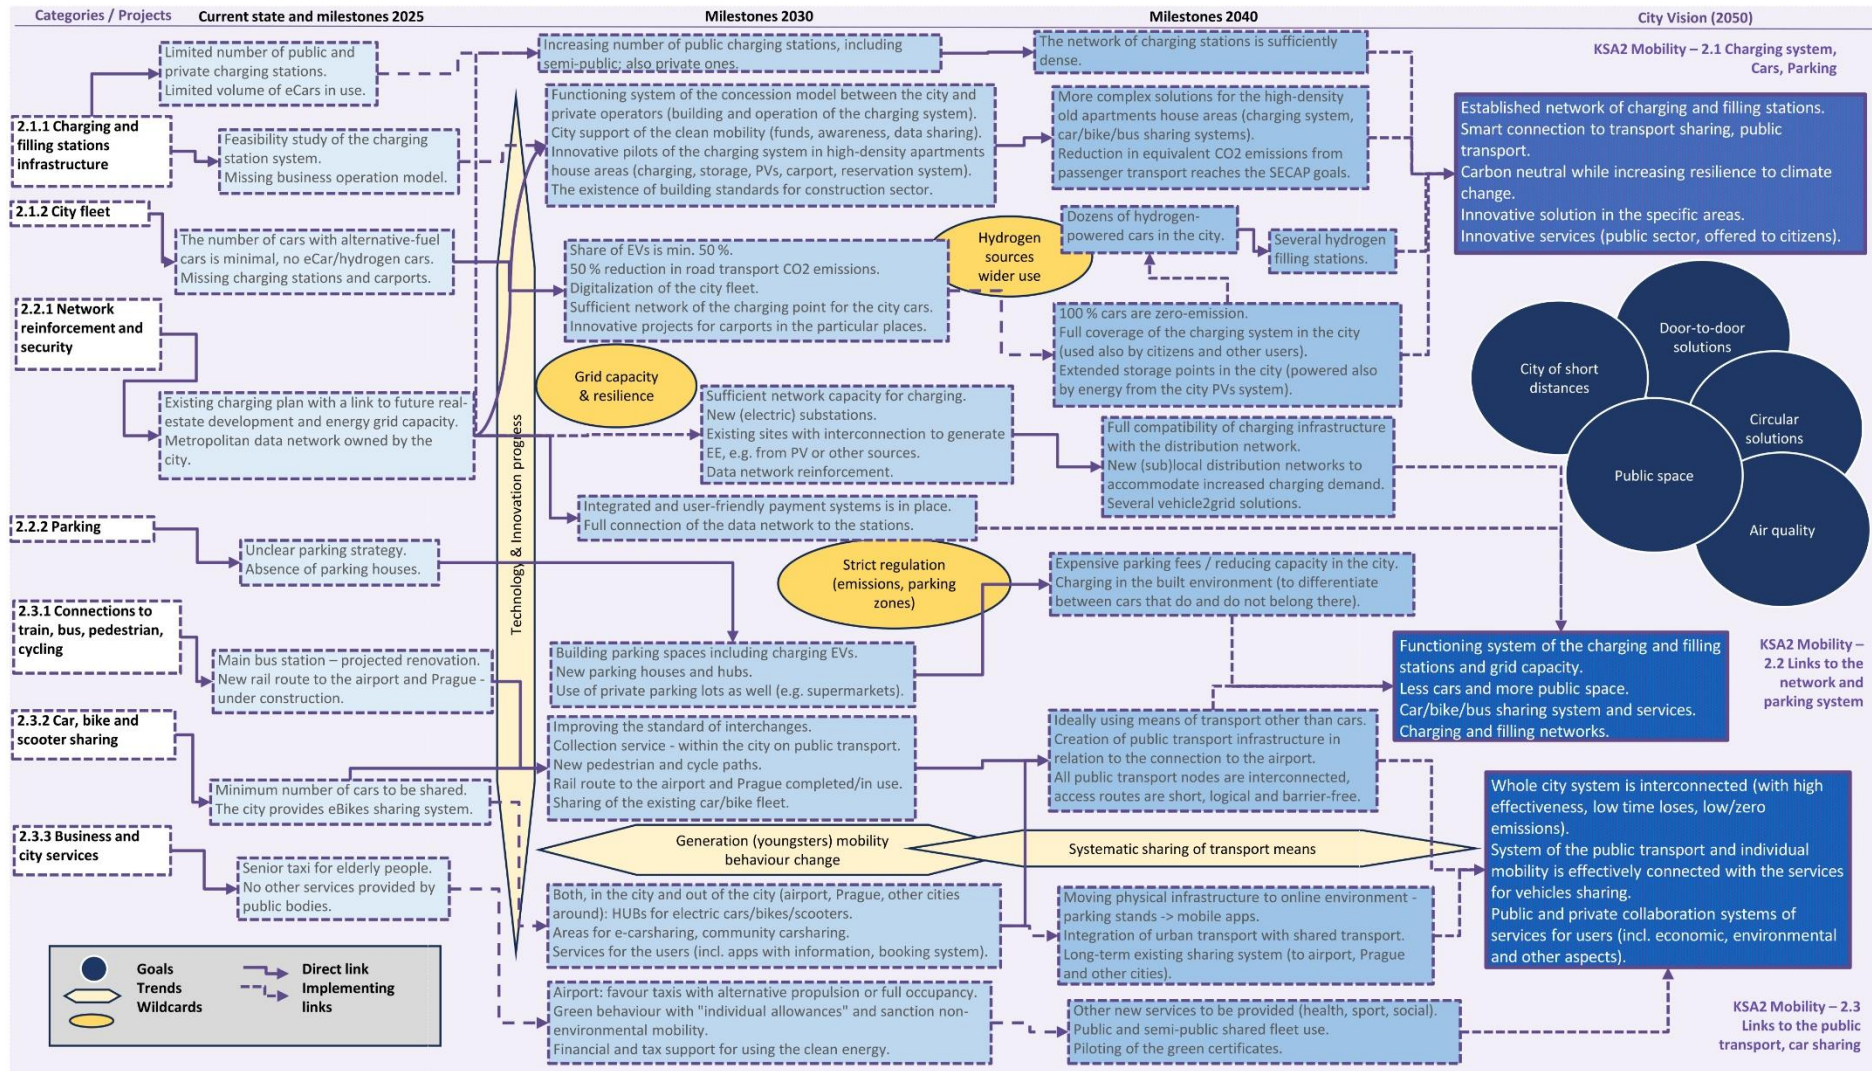 Categories / Projects
Current state and milestones 2025
Milestones 2030
Milestones 2040
City Vision (2050)
2.1.1 Charging and
filling stations
infrastructure
Limited number of public and
private charging stations.
Limited volume of eCars in use.
Feasibility study of the charging
station system.
Missing business operation model.
Increasing number of public charging stations, including
semi-public; also private ones.
Functioning system of the concession model between the city and
private operators (building and operation of the charging system).
City support of the clean mobility (funds, awareness, data sharing).
Innovative pilots of the charging system in high-density apartments
house areas (charging, storage, PVs, carport, reservation system).
The existence of building standards for construction sector.
The network of charging stations is sufficiently
dense.
More complex solutions for the high-density
old apartments house areas (charging system,
car/bike/bus sharing systems).
Reduction in equivalent CO2 emissions from
passenger transport reaches the SECAP goals.
KSA2 Mobility – 2.1 Charging system,
Cars, Parking
Established network of charging and filling stations.
Smart connection to transport sharing, public
transport.
Carbon neutral while increasing resilience to climate
change.
Innovative solution in the specific areas.
Innovative services (public sector, offered to citizens).
2.1.2 City fleet
The number of cars with alternative-fuel
cars is minimal, no eCar/hydrogen cars.
Missing charging stations and carports.
Share of EVs is min. 50 %.
50 % reduction in road transport CO2 emissions.
Digitalization of the city fleet.
Sufficient network of the charging point for the city cars.
Innovative projects for carports in the particular places.
Hydrogen
sources
wider use
Dozens of hydrogen-
powered cars in the city.
Several hydrogen
filling stations.
100 % cars are zero-emission.
Full coverage of the charging system in the city
(used also by citizens and other users).
Extended storage points in the city (powered also
by energy from the city PVs system).
2.2.1 Network
reinforcement and
security
Existing charging plan with a link to future real-
estate development and energy grid capacity.
Metropolitan data network owned by the
city.
Grid capacity
& resilience
Technology & Innovation progress
Sufficient network capacity for charging.
New (electric) substations.
Existing sites with interconnection to generate
EE, e.g. from PV or other sources.
Data network reinforcement.
Full compatibility of charging infrastructure
with the distribution network.
New (sub)local distribution networks to
accommodate increased charging demand.
Several vehicle2grid solutions.
Integrated and user-friendly payment systems is in place.
Full connection of the data network to the stations.
Door-to-door
solutions
City of short
distances
Circular
solutions
Public space
Air quality
2.2.2 Parking
Unclear parking strategy.
Absence of parking houses.
Strict regulation
(emissions, parking
zones)
Building parking spaces including charging EVs.
New parking houses and hubs.
Use of private parking lots as well (e.g. supermarkets).
Expensive parking fees / reducing capacity in the city.
Charging in the built environment (to differentiate
between cars that do and do not belong there).
Functioning system of the charging and filling
stations and grid capacity.
Less cars and more public space.
Car/bike/bus sharing system and services.
Charging and filling networks.
KSA2 Mobility –
2.2 Links to the
network and
parking system
2.3.1 Connections to
train, bus, pedestrian,
cycling
Main bus station – projected renovation.
New rail route to the airport and Prague -
under construction.
Improving the standard of interchanges.
Collection service - within the city on public transport.
New pedestrian and cycle paths.
Rail route to the airport and Prague completed/in use.
Sharing of the existing car/bike fleet.
Ideally using means of transport other than cars.
Creation of public transport infrastructure in
relation to the connection to the airport.
All public transport nodes are interconnected,
access routes are short, logical and barrier-free.
2.3.2 Car, bike and
scooter sharing
Minimum number of cars to be shared.
The city provides eBikes sharing system.
Generation (youngsters) mobility
behaviour change
Systematic sharing of transport means
Whole city system is interconnected (with high
effectiveness, low time loses, low/zero
emissions).
System of the public transport and individual
mobility is effectively connected with the services
for vehicles sharing.
Public and private collaboration systems of
services for users (incl. economic, environmental
and other aspects).
2.3.3 Business and
city services
Senior taxi for elderly people.
No other services provided by
public bodies.
Both, in the city and out of the city (airport, Prague, other cities
around): HUBs for electric cars/bikes/scooters.
Areas for e-carsharing, community carsharing.
Services for the users (incl. apps with information, booking system).
Moving physical infrastructure to online environment -
parking stands -> mobile apps.
Integration of urban transport with shared transport.
Long-term existing sharing system (to airport, Prague
and other cities).
Airport: favour taxis with alternative propulsion or full occupancy.
Green behaviour with "individual allowances" and sanction non-
environmental mobility.
Financial and tax support for using the clean energy.
Other new services to be provided (health, sport, social).
Public and semi-public shared fleet use.
Piloting of the green certificates.
KSA2 Mobility – 2.3
Links to the public
transport, car sharing
Goals
Trends
Wildcards
Direct link
Implementing
links